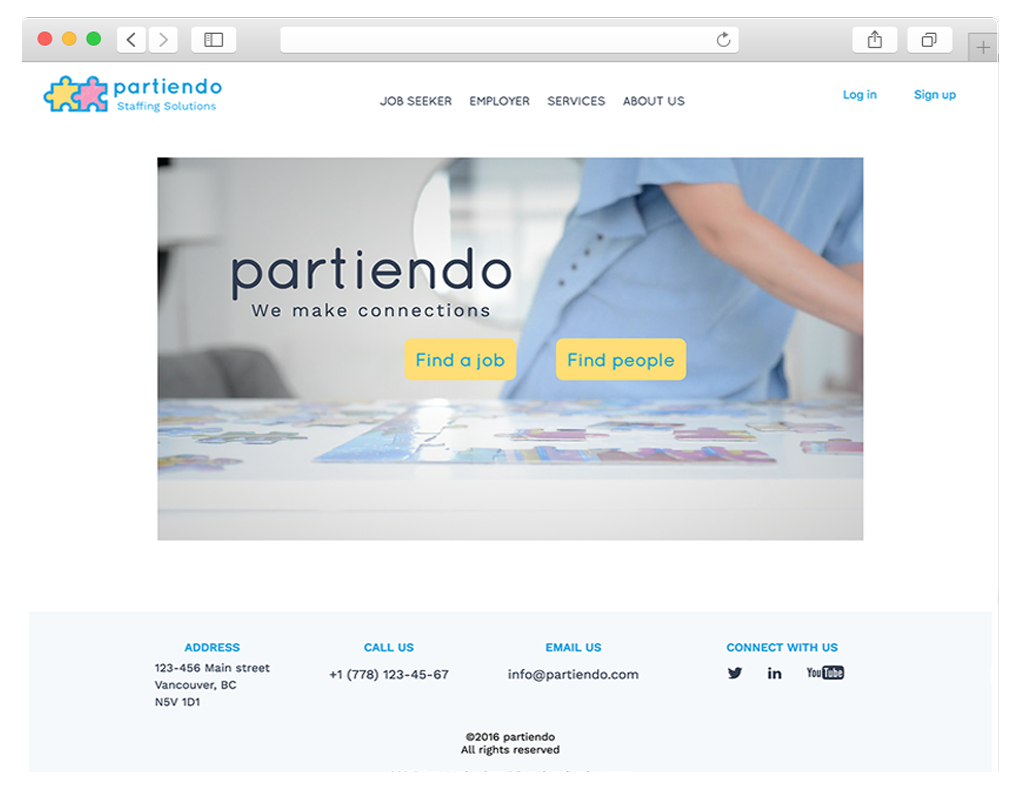 partiendo
Staffing Solutions
JOB SEEKER EMPLOYER SERVICES ABOUT US
Log in Sign up
partiendo
We make connections
Find a job Find people
ADDRESS
123-456 Main street
Vancouver, BC
N5V 1D1
CALL US
+1 (778) 123-45-67
EMAIL US
info@partiendo.com
CONNECT WITH US
in
YouTube
©2016 partiendo
All rights reserved